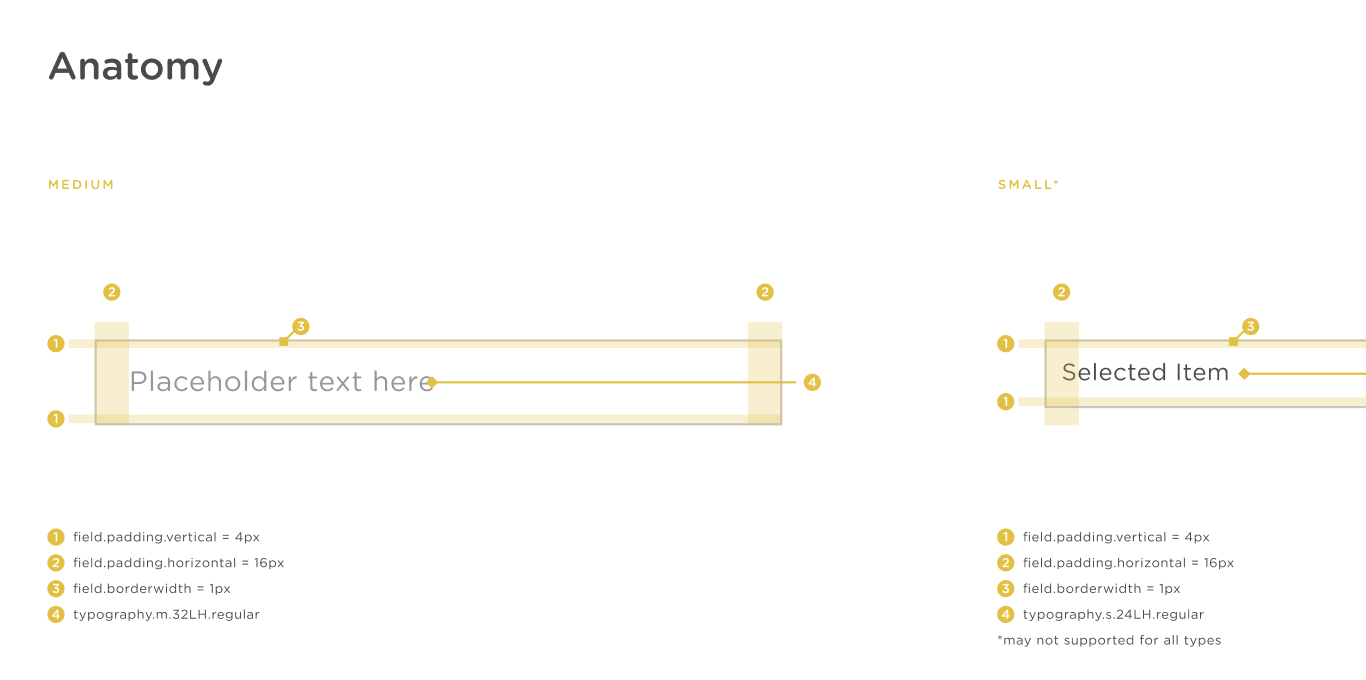 Anatomy
MEDIUM
2
2
3
1
Placeholder text here
4
1
1 field.padding.vertical = 4px
2 field.padding.horizontal = 16px
3 field.borderwidth = 1px
4 typography.m.32LH.regular
SMALL*
2
3
1
Selected Item
1
1 field.padding.vertical = 4px
2 field.padding.horizontal = 16px
3 field.borderwidth = 1px
4 typography.s.24LH.regular
*may not supported for all types